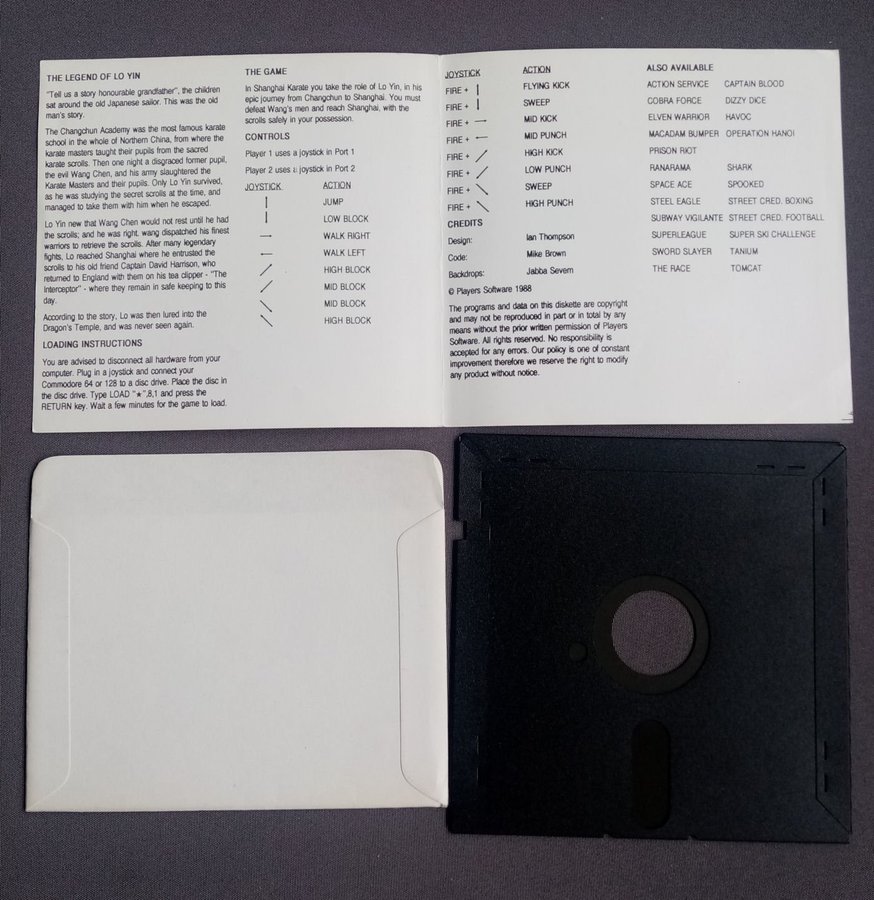 THE LEGEND OF LO YIN
"Tell us a story honourable grandfather", the children
sat around the old Japanese sailor. This was the old
man's story.
The Changchun Academy was the most famous karate
school in the whole of Northern China, from where the
karate masters taught their pupils from the sacred
karate scrolls. Then one night a disgraced former pupil,
the evil Wang Chen, and his army slaughtered the
Karate Masters and their pupils. Only Lo Yin survived,
as he was studying the secret scrolls at the time, and
managed to take them with him when he escaped.
Lo Yin new that Wang Chen would not rest until he had
the scrolls; and he was right. wang dispatched his finest
warriors to retrieve the scrolls. After many legendary
fights, Lo reached Shanghai where he entrusted the
scrolls to his old friend Captain David Harrison, who
returned to England with them on his tea clipper - "The
Interceptor" - where they remain in safe keeping to this
day.
According to the story, Lo was then lured into the
Dragon's Temple, and was never seen again.
LOADING INSTRUCTIONS
You are advised to disconnect all hardware from your
computer. Plug in a joystick and connect your
Commodore 64 or 128 to a disc drive. Place the disc in
the disc drive. Type LOAD "★",8,1 and press the
RETURN key. Wait a few minutes for the game to load.
THE GAME
In Shanghai Karate you take the role of Lo Yin, in his
epic journey from Changchun to Shanghai. You must
defeat Wang's men and reach Shanghai, with the
scrolls safely in your possession.
CONTROLS
Player 1 uses a joystick in Port 1
Player 2 uses a joystick in Port 2
JOYSTICK ACTION
JUMP
LOW BLOCK
WALK RIGHT
WALK LEFT
HIGH BLOCK
MID BLOCK
MID BLOCK
HIGH BLOCK
JOYSTICK ACTION
FIRE + FLYING KICK
FIRE + SWEEP
FIRE + MID KICK
FIRE + MID PUNCH
FIRE + HIGH KICK
FIRE + LOW PUNCH
FIRE + SWEEP
FIRE + HIGH PUNCH
CREDITS
Design: Ian Thompson
Code: Mike Brown
Backdrops: Jabba Severn
© Players Software 1988
The programs and data on this diskette are copyright
and may not be reproduced in part or in total by any
means without the prior written permission of Players
Software. All rights reserved. No responsibility is
accepted for any errors. Our policy is one of constant
improvement therefore we reserve the right to modify
any product without notice.
ALSO AVAILABLE
ACTION SERVICE CAPTAIN BLOOD
COBRA FORCE DIZZY DICE
ELVEN WARRIOR HAVOC
MACADAM BUMPER OPERATION HANOI
PRISON RIOT
RANARAMA SHARK
SPACE ACE SPOOKED
STEEL EAGLE STREET CRED. BOXING
SUBWAY VIGILANTE STREET CRED. FOOTBALL
SUPERLEAGUE SUPER SKI CHALLENGE
SWORD SLAYER TANIUM
THE RACE TOMCAT